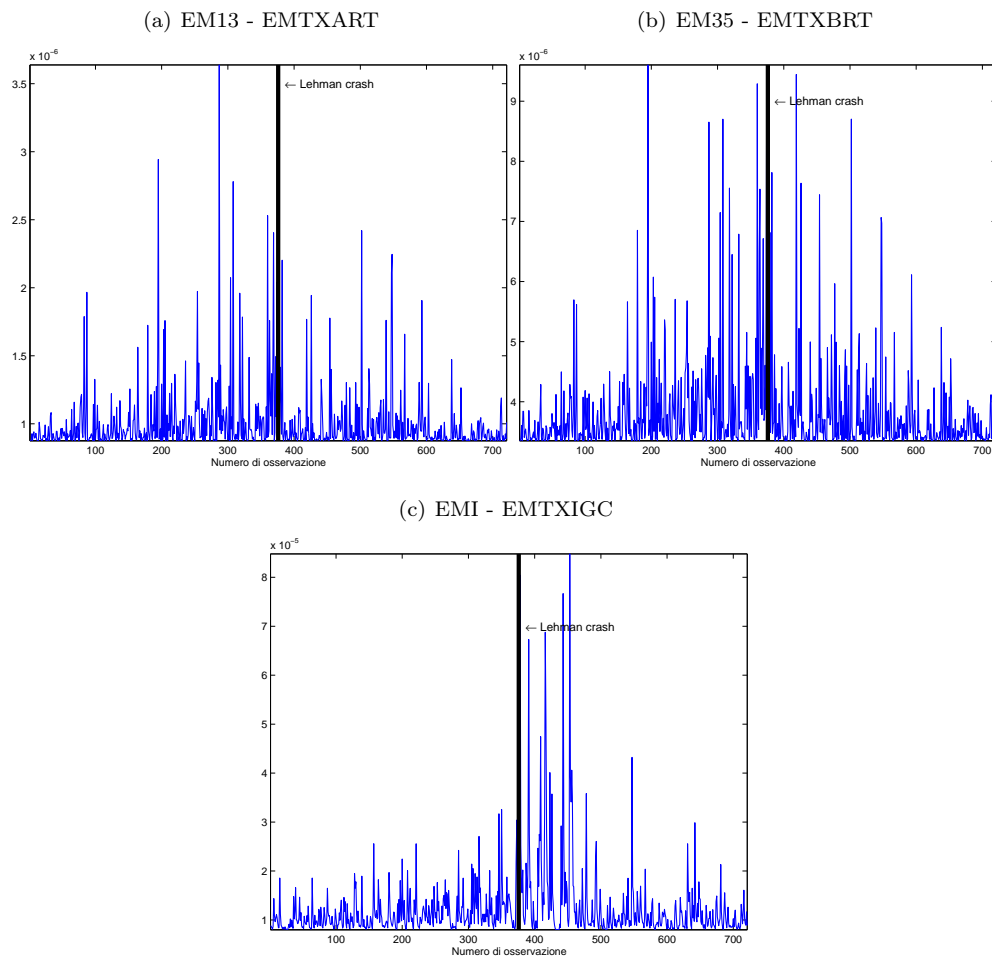 (a) EM13 - EMTXART
(b) EM35 - EMTXBRT
x 10⁻⁶
3.5
3
2.5
2
1.5
1
← Lehman crash
100 200 300 400 500 600 700
Numero di osservazione
x 10⁻⁶
9
8
7
6
5
4
← Lehman crash
100 200 300 400 500 600 700
Numero di osservazione
(c) EMI - EMTXIGC
x 10⁻⁵
8
7
6
5
4
3
2
1
← Lehman crash
100 200 300 400 500 600 700
Numero di osservazione